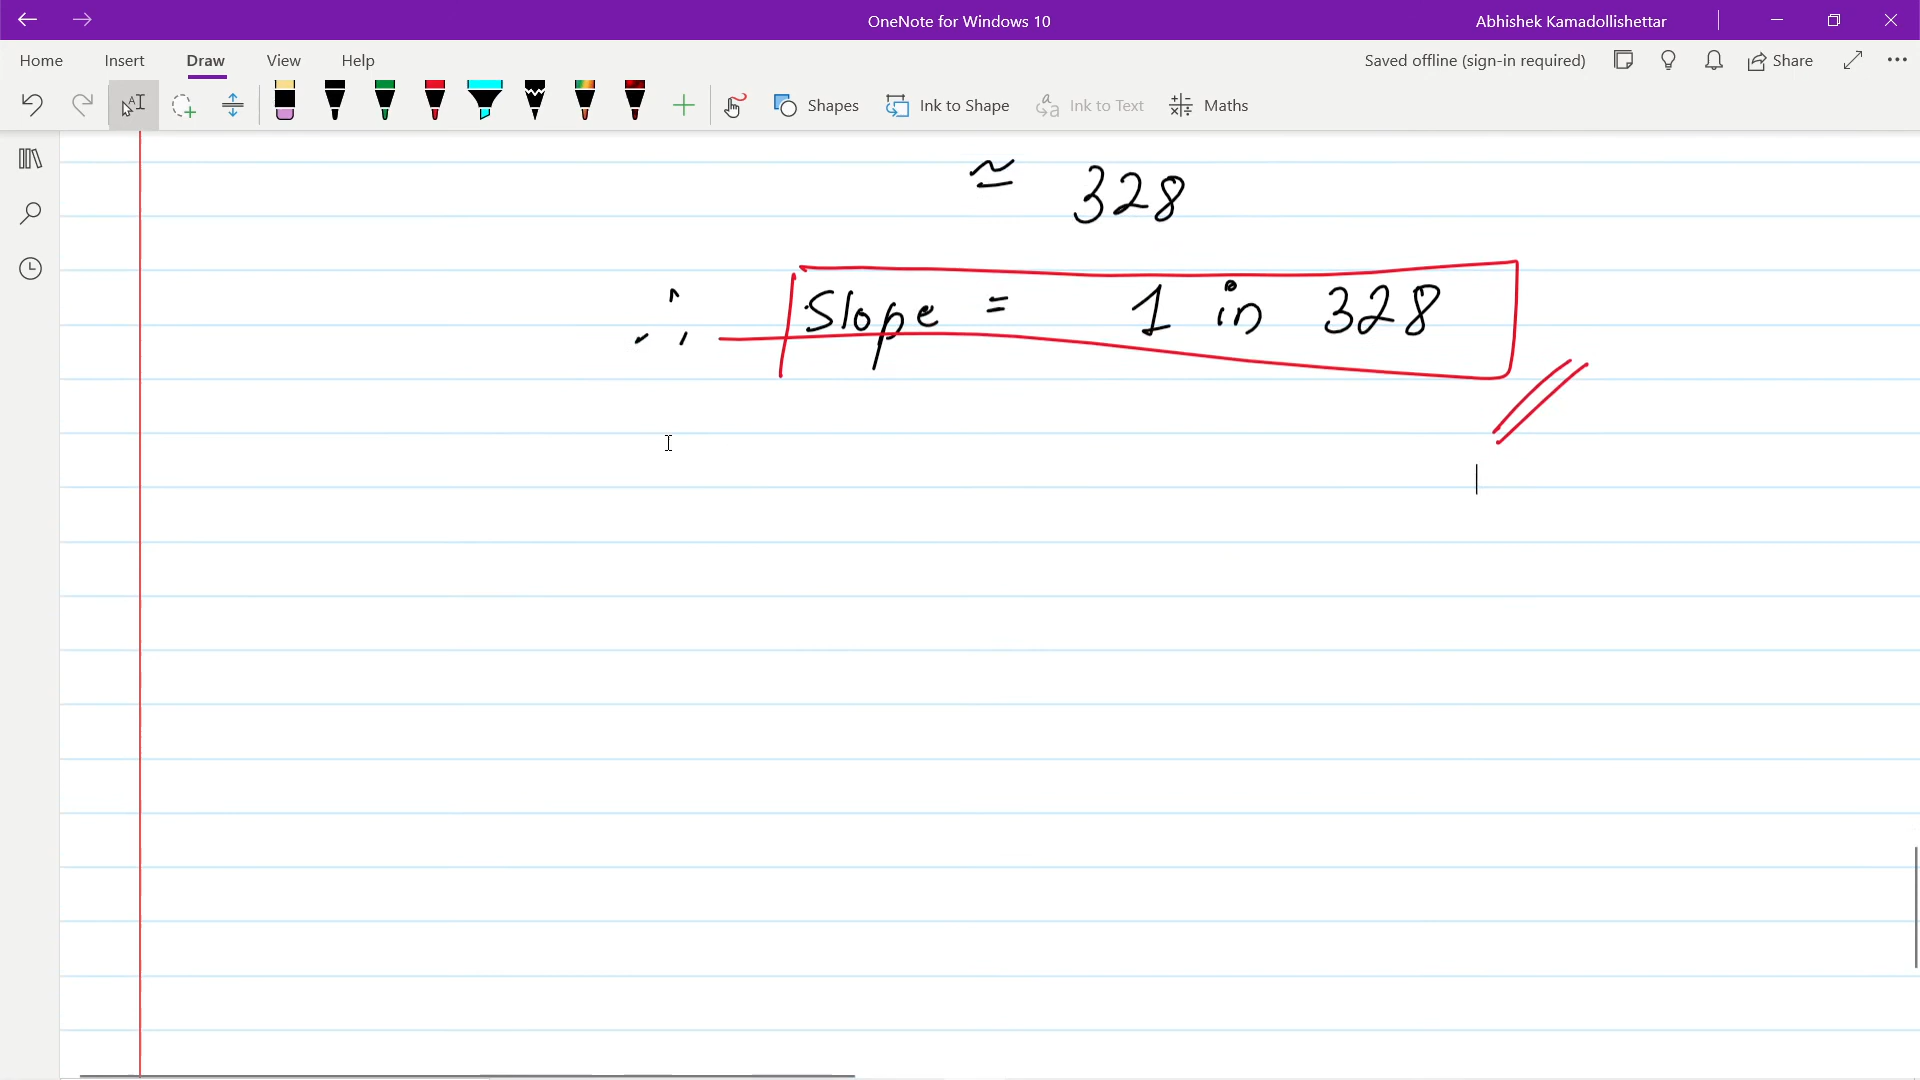 OneNote for Windows 10
Abhishek Kamadollishettar
Home Insert Draw View Help
Saved offline (sign-in required)
Share
Shapes
Ink to Shape
Ink to Text
Maths
≅ 328
∴ Slope = 1 in 328